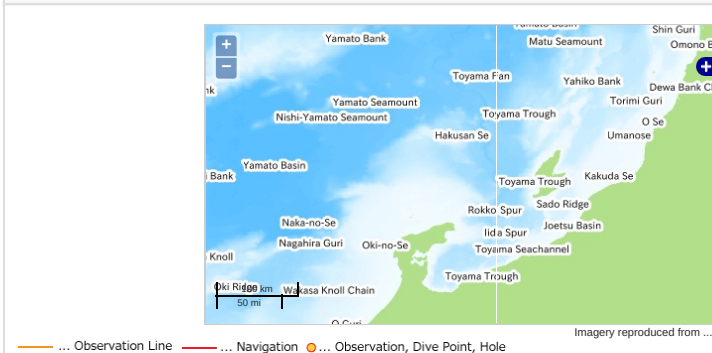 Yamato Basin
Shin Guri
Yamato Bank
Matu Seamount
Omono B
+
−
Toyama Fan
Yahiko Bank
Dewa Bank C
nk
Yamato Seamount
Torimi Guri
Nishi-Yamato Seamount
Toyama Trough
O Se
Hakusan Se
Umanose
Yamato Basin
i Bank
Toyama Trough
Kakuda Se
Rokko Spur
Sado Ridge
Naka-no-Se
Iida Spur
Joetsu Basin
Nagahira Guri
Oki-no-Se
Toyama Seachannel
Knoll
Toyama Trough
Oki Ridge
100 km
Wakasa Knoll Chain
50 mi
O Guri
Imagery reproduced from ...
... Observation Line
... Navigation
... Observation, Dive Point, Hole